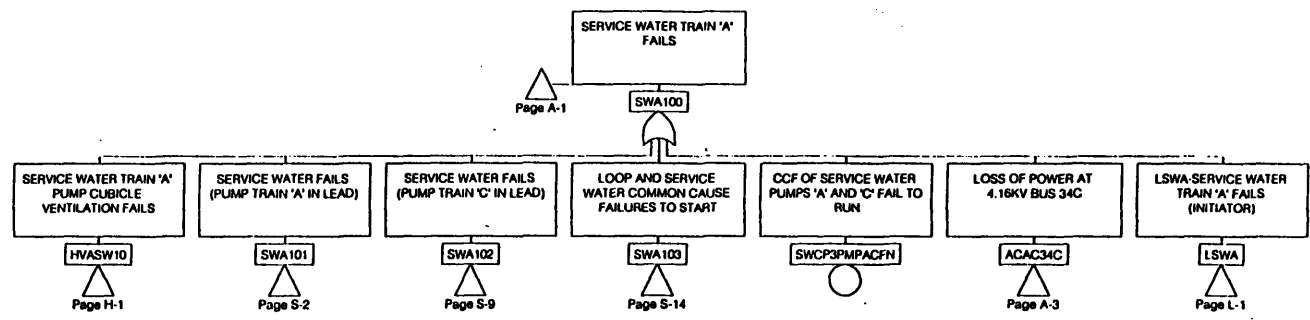 SERVICE WATER TRAIN 'A'
FAILS
Page A-1
SWA100
SERVICE WATER TRAIN 'A'
PUMP CUBICLE
VENTILATION FAILS
HVASW10
Page H-1
SERVICE WATER FAILS
(PUMP TRAIN 'A' IN LEAD)
SWA101
Page S-2
SERVICE WATER FAILS
(PUMP TRAIN 'C' IN LEAD)
SWA102
Page S-9
LOOP AND SERVICE
WATER COMMON CAUSE
FAILURES TO START
SWA103
Page S-14
CCF OF SERVICE WATER
PUMPS 'A' AND 'C' FAIL TO
RUN
SWCP3PMPACFN
LOSS OF POWER AT
4.16KV BUS 34C
ACAC34C
Page A-3
LSWA-SERVICE WATER
TRAIN 'A' FAILS
(INITIATOR)
LSWA
Page L-1